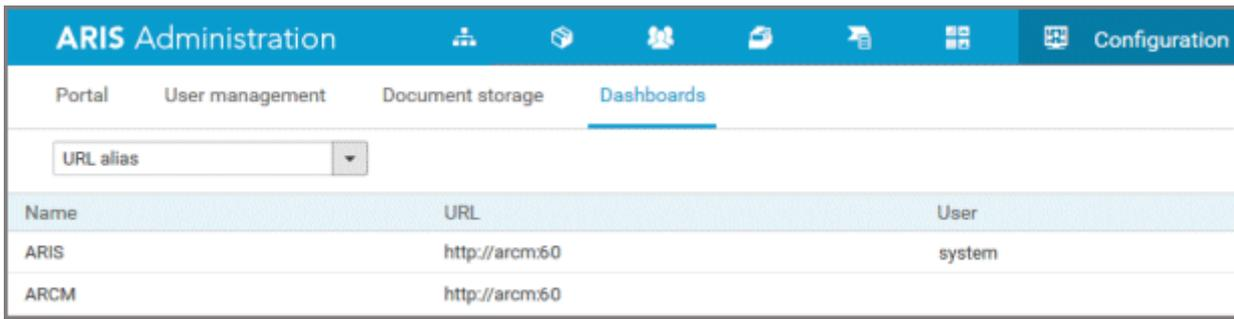 ARIS Administration Configuration
Portal User management Document storage Dashboards
URL alias
Name URL User
ARIS http://arcm:60 system
ARCM http://arcm:60